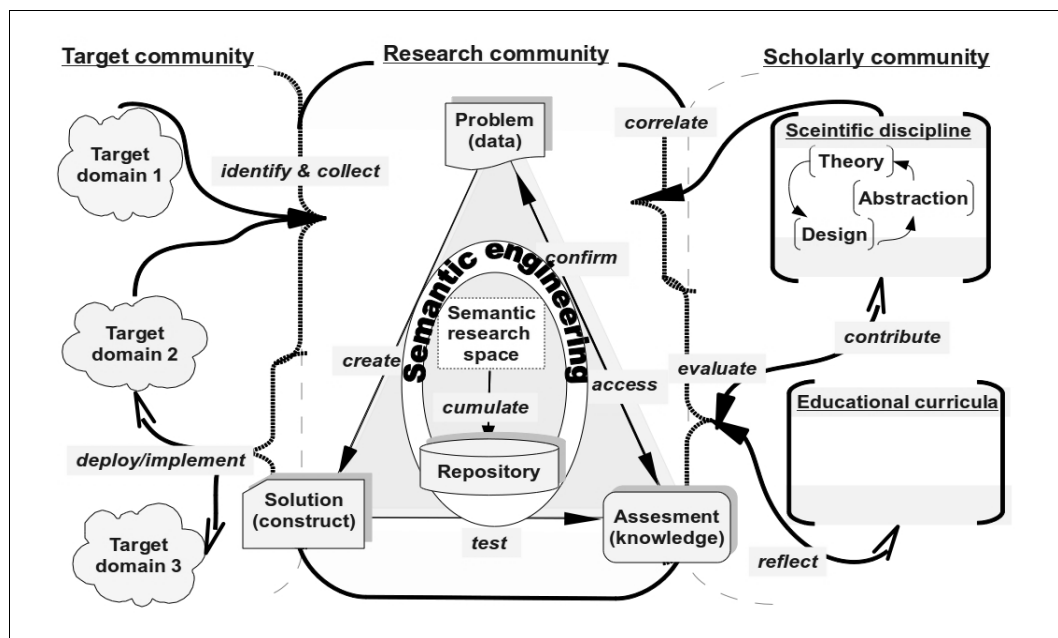 Target community
Research community
Scholarly community
Target
domain 1
identify & collect
Target
domain 2
deploy/implement
Target
domain 3
Problem
(data)
create
confirm
access
Semantic engineering
Semantic
research
space
cumulate
Repository
Solution
(construct)
test
Assesment
(knowledge)
correlate
Sceintific discipline
Theory
Abstraction
Design
contribute
evaluate
Educational curricula
reflect